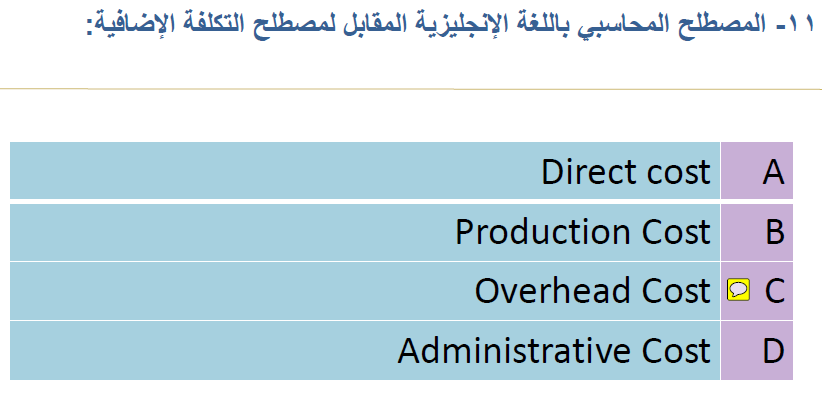 ١١- المصطلح المحاسبي باللغة الإنجليزية المقابل لمصطلح التكلفة الإضافية:
Direct cost A
Production Cost B
Overhead Cost C
Administrative Cost D